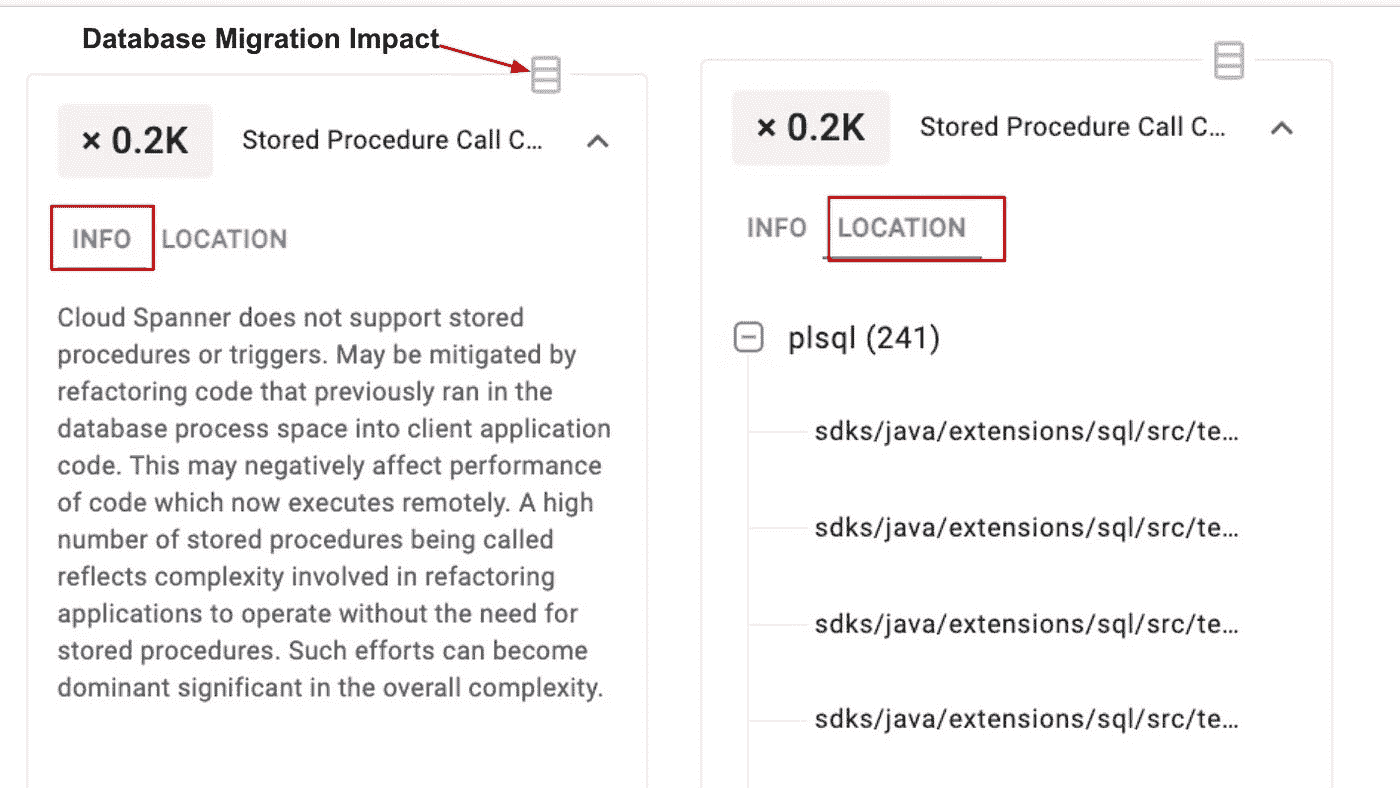 Database Migration Impact
× 0.2K
Stored Procedure Call C...
INFO
LOCATION
Cloud Spanner does not support stored
procedures or triggers. May be mitigated by
refactoring code that previously ran in the
database process space into client application
code. This may negatively affect performance
of code which now executes remotely. A high
number of stored procedures being called
reflects complexity involved in refactoring
applications to operate without the need for
stored procedures. Such efforts can become
dominant significant in the overall complexity.
× 0.2K
Stored Procedure Call C...
INFO
LOCATION
plsql (241)
sdks/java/extensions/sql/src/te...
sdks/java/extensions/sql/src/te...
sdks/java/extensions/sql/src/te...
sdks/java/extensions/sql/src/te...